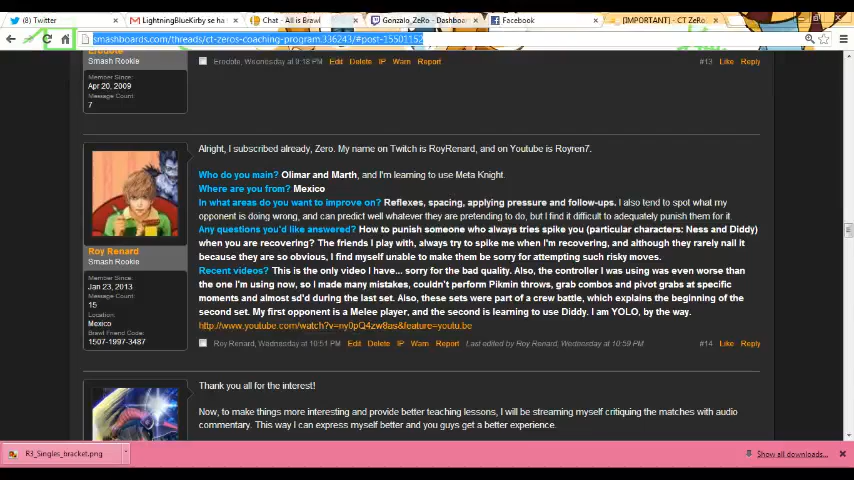 Twitter
LightningBlueKirby se ha
Chat - All is Brawl
Gonzalo_ZeRo - Dashboa
Facebook
[IMPORTANT] - CT ZeRo
smashboards.com/threads/ct-zeros-coaching-program.336243/#post-15501152
Erodote
Smash Rookie
Member Since:
Apr 20, 2009
Message Count:
7
Erodote, Wednesday at 9:18 PM Edit Delete IP Warn Report #13 Like Reply
Alright, I subscribed already, Zero. My name on Twitch is RoyRenard, and on Youtube is Royren7.
Who do you main? Olimar and Marth, and I'm learning to use Meta Knight.
Where are you from? Mexico
In what areas do you want to improve on? Reflexes, spacing, applying pressure and follow-ups. I also tend to spot what my
opponent is doing wrong, and can predict well whatever they are pretending to do, but I find it difficult to adequately punish them for it.
Any questions you'd like answered? How to punish someone who always tries spike you (particular characters: Ness and Diddy)
when you are recovering? The friends I play with, always try to spike me when I'm recovering, and although they rarely nail it
because they are so obvious, I find myself unable to make them be sorry for attempting such risky moves.
Recent videos? This is the only video I have... sorry for the bad quality. Also, the controller I was using was even worse than
the one I'm using now, so I made many mistakes, couldn't perform Pikmin throws, grab combos and pivot grabs at specific
moments and almost sd'd during the last set. Also, these sets were part of a crew battle, which explains the beginning of the
second set. My first opponent is a Melee player, and the second is learning to use Diddy. I am YOLO, by the way.
http://www.youtube.com/watch?v=ny0pQ4zw8as&feature=youtu.be
Roy Renard
Smash Rookie
Member Since:
Jan 23, 2013
Message Count:
15
Location:
Mexico
Brawl Friend Code:
1507-1997-3487
Roy Renard, Wednesday at 10:51 PM Edit Delete IP Warn Report Last edited by Roy Renard, Wednesday at 10:59 PM #14 Like Reply
Thank you all for the interest!
Now, to make things more interesting and provide better teaching lessons, I will be streaming myself critiquing the matches with audio
commentary. This way I can express myself better and you guys get a better experience.
R3_Singles_bracket.png
Show all downloads...